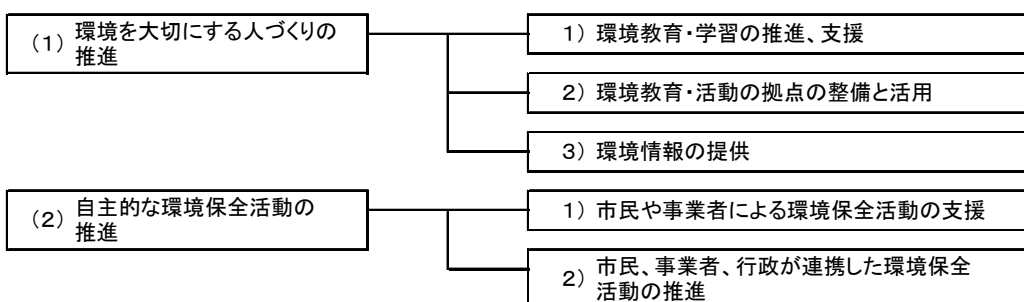 (1) 環境を大切にする人づくりの
推進
1) 環境教育・学習の推進、支援
2) 環境教育・活動の拠点の整備と活用
3) 環境情報の提供
(2) 自主的な環境保全活動の
推進
1) 市民や事業者による環境保全活動の支援
2) 市民、事業者、行政が連携した環境保全
活動の推進